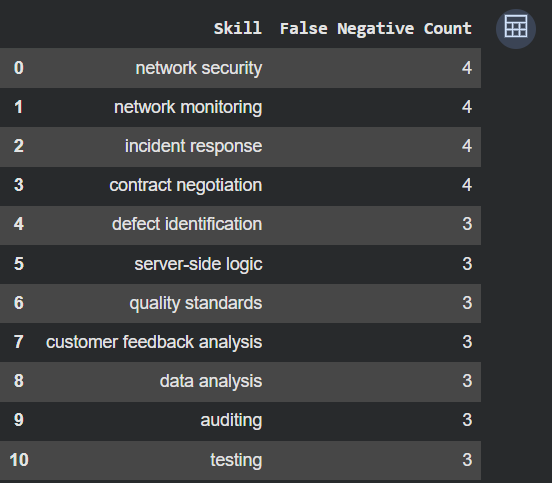 Skill False Negative Count
0 network security 4
1 network monitoring 4
2 incident response 4
3 contract negotiation 4
4 defect identification 3
5 server-side logic 3
6 quality standards 3
7 customer feedback analysis 3
8 data analysis 3
9 auditing 3
10 testing 3